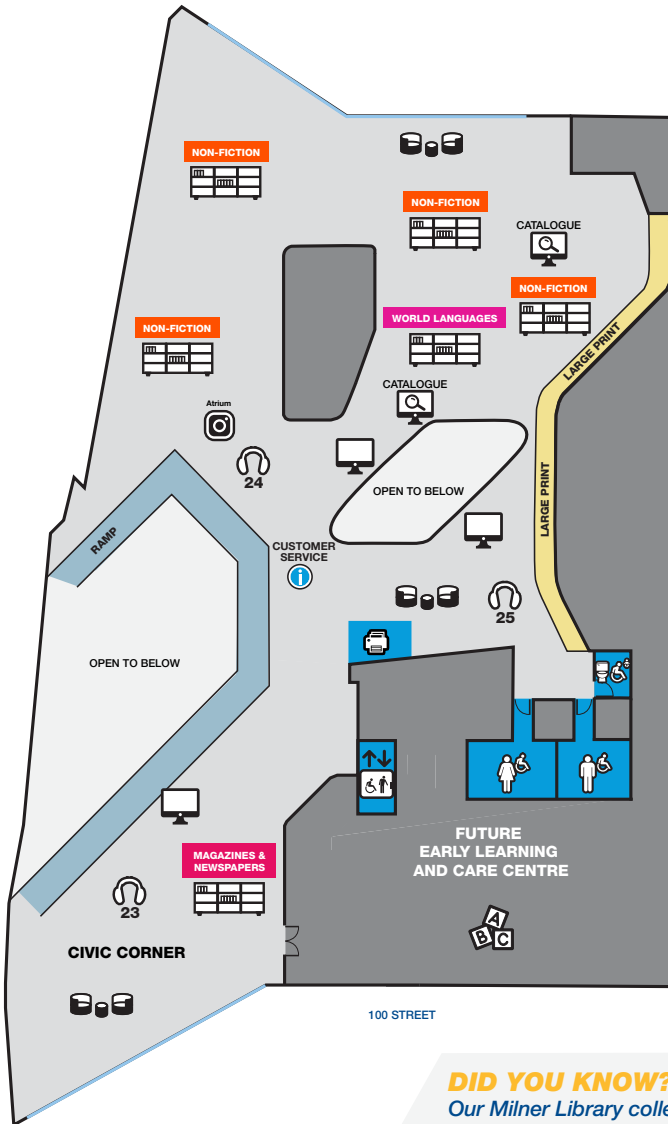 NON-FICTION
NON-FICTION
CATALOGUE
NON-FICTION
WORLD LANGUAGES
NON-FICTION
LARGE PRINT
CATALOGUE
Atrium
24
OPEN TO BELOW
LARGE PRINT
RAMP
CUSTOMER
SERVICE
i
25
OPEN TO BELOW
FUTURE
EARLY LEARNING
AND CARE CENTRE
MAGAZINES &
NEWSPAPERS
23
A
B C
CIVIC CORNER
100 STREET
DID YOU KNOW?
Our Milner Library colle